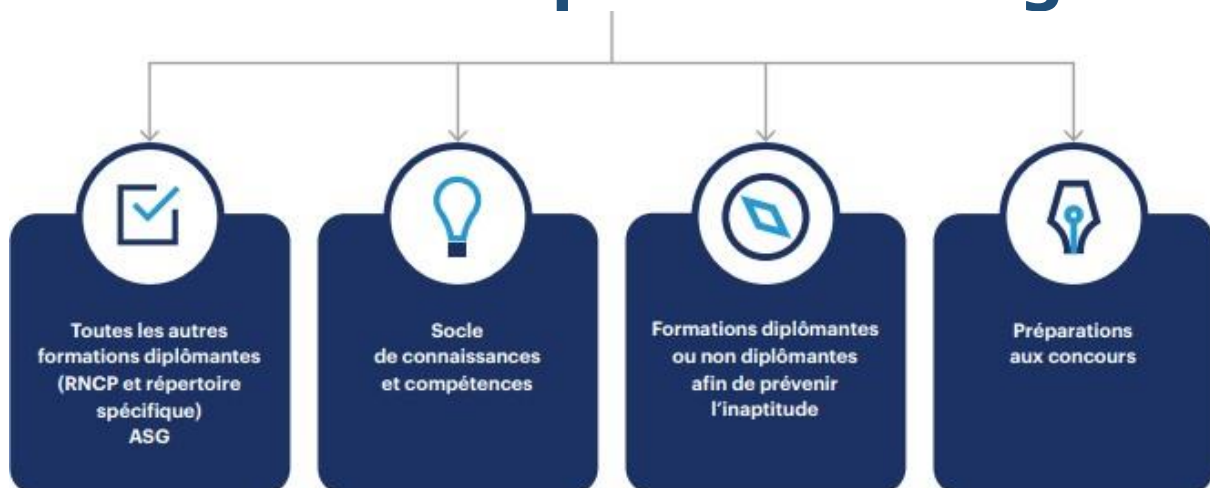 Toutes les autres
formations diplômantes
(RNCP et répertoire
spécifique)
ASG
Socle
de connaissances
et compétences
Formations diplômantes
ou non diplômantes
afin de prévenir
l’inaptitude
Préparations
aux concours